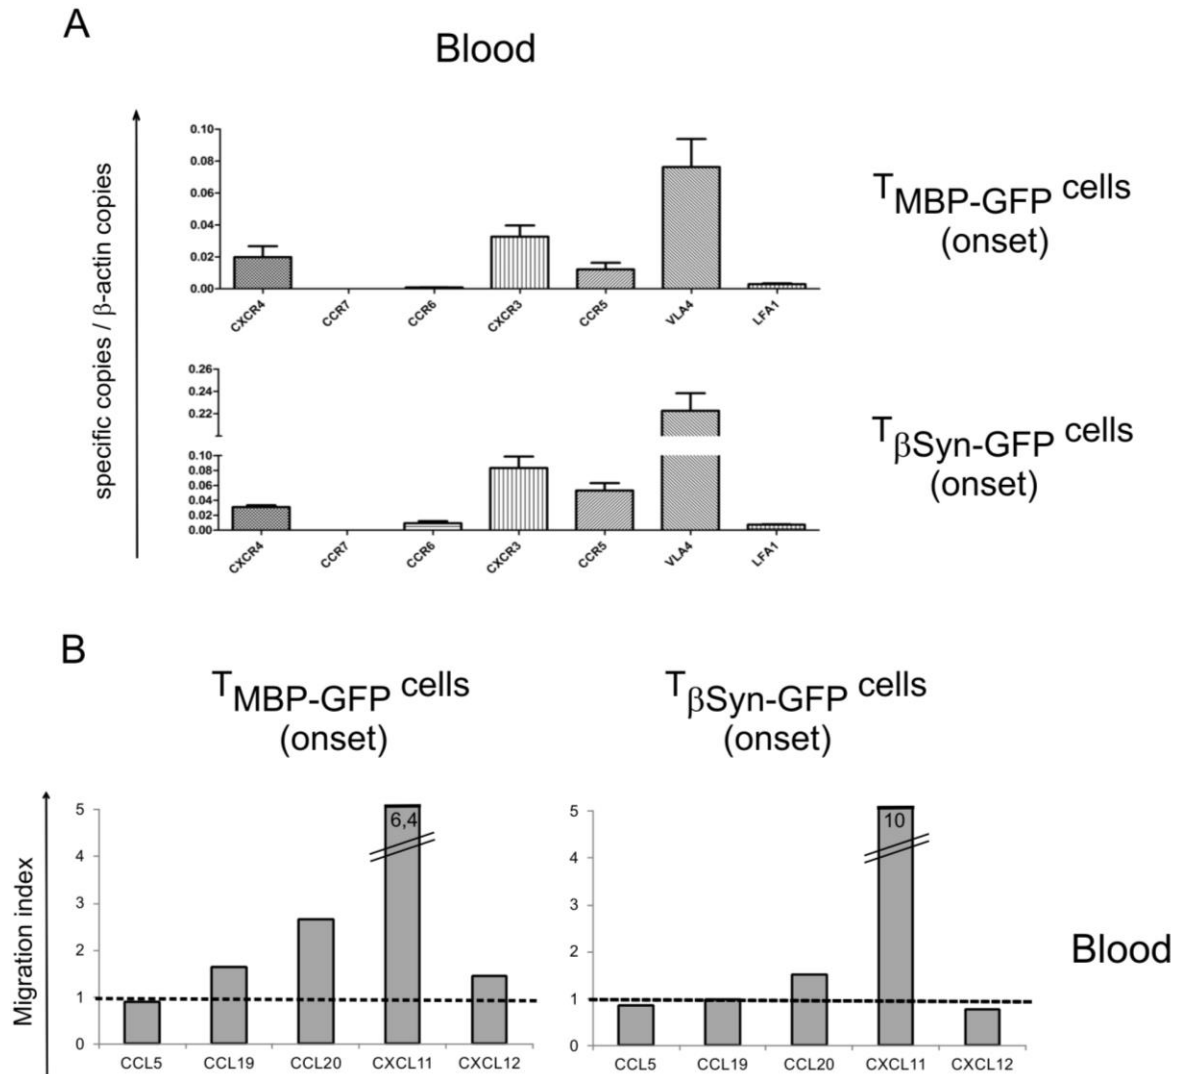 A
Blood
specific copies / β-actin copies
0.10
0.08
0.06
0.04
0.02
0.00
CXCR4
CCR7
CCR6
CXCR3
CCR5
VLA4
LFA1
TMBP-GFP cells
(onset)
0.26
0.24
0.22
0.10
0.08
0.06
0.04
0.02
0.00
CXCR4
CCR7
CCR6
CXCR3
CCR5
VLA4
LFA1
TβSyn-GFP cells
(onset)
B
TMBP-GFP cells
(onset)
TβSyn-GFP cells
(onset)
Migration index
5
4
3
2
1
0
6,4
CCL5
CCL19
CCL20
CXCL11
CXCL12
5
4
3
2
1
0
10
CCL5
CCL19
CCL20
CXCL11
CXCL12
Blood